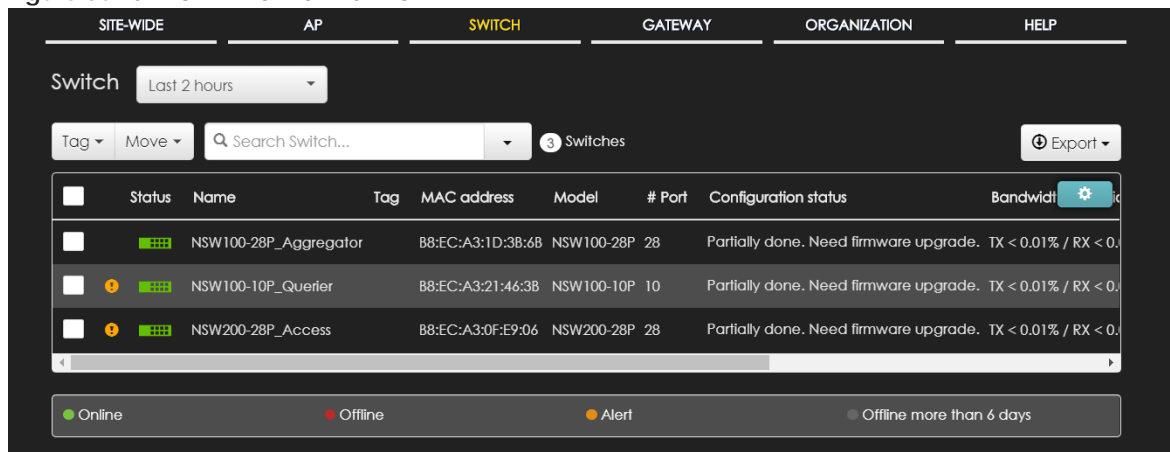 SITE-WIDE AP SWITCH GATEWAY ORGANIZATION HELP
Switch Last 2 hours
Tag Move Search Switch... 3 Switches Export
Status Name Tag MAC address Model # Port Configuration status Bandwidt
NSW100-28P_Aggregator B8:EC:A3:1D:3B:6B NSW100-28P 28 Partially done. Need firmware upgrade. TX < 0.01% / RX < 0.
NSW100-10P_Querier B8:EC:A3:21:46:3B NSW100-10P 10 Partially done. Need firmware upgrade. TX < 0.01% / RX < 0.
NSW200-28P_Access B8:EC:A3:0F:E9:06 NSW200-28P 28 Partially done. Need firmware upgrade. TX < 0.01% / RX < 0.
Online Offline Alert Offline more than 6 days